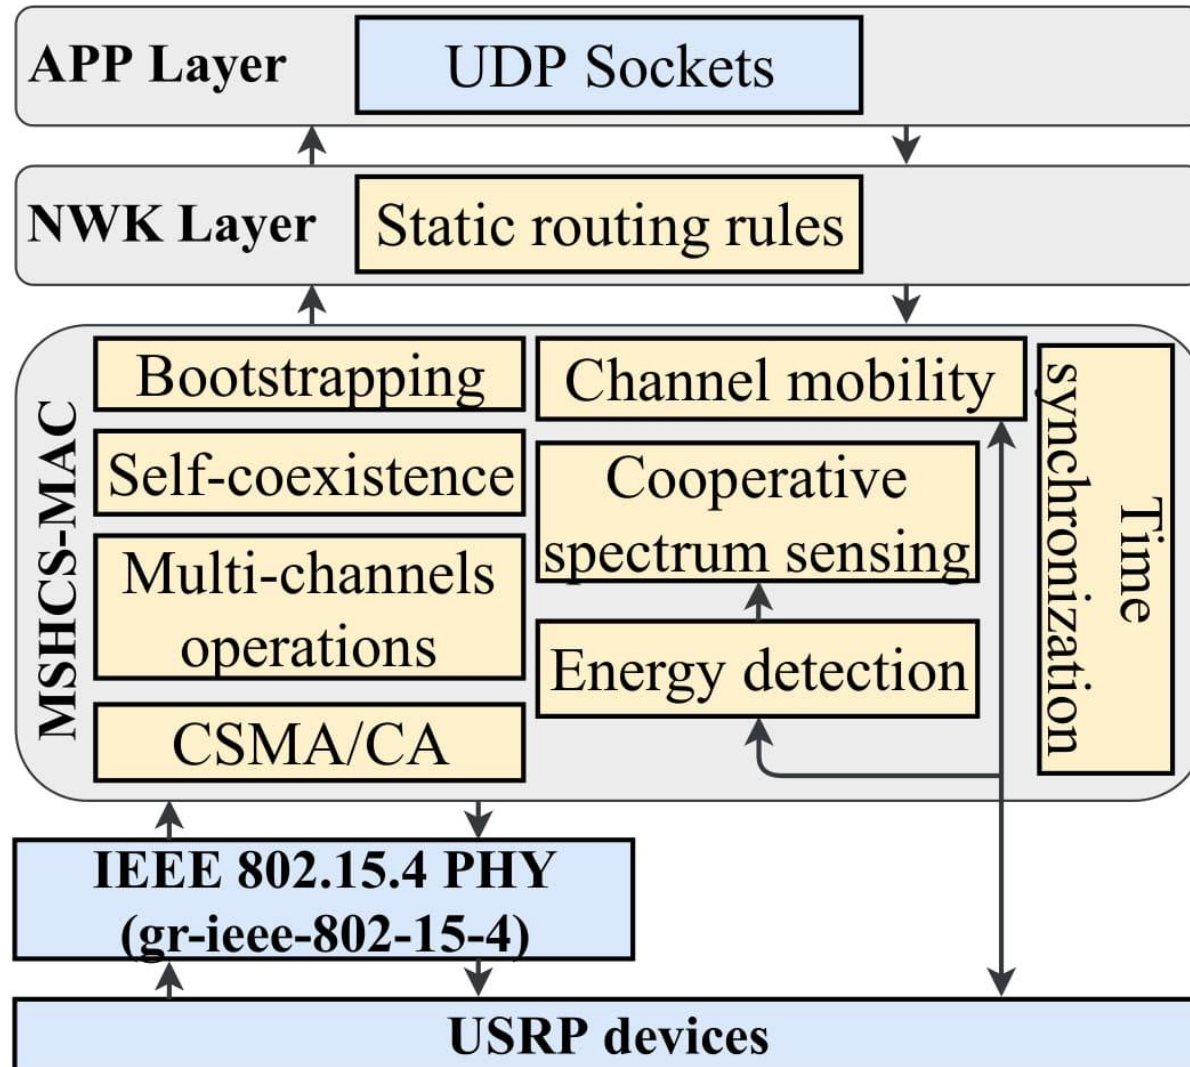 APP Layer
UDP Sockets
NWK Layer
Static routing rules
MSHCS-MAC
Bootstrapping
Self-coexistence
Multi-channels
operations
CSMA/CA
Channel mobility
Cooperative
spectrum sensing
Energy detection
Time
synchronization
IEEE 802.15.4 PHY
(gr-ieee-802-15-4)
USRP devices